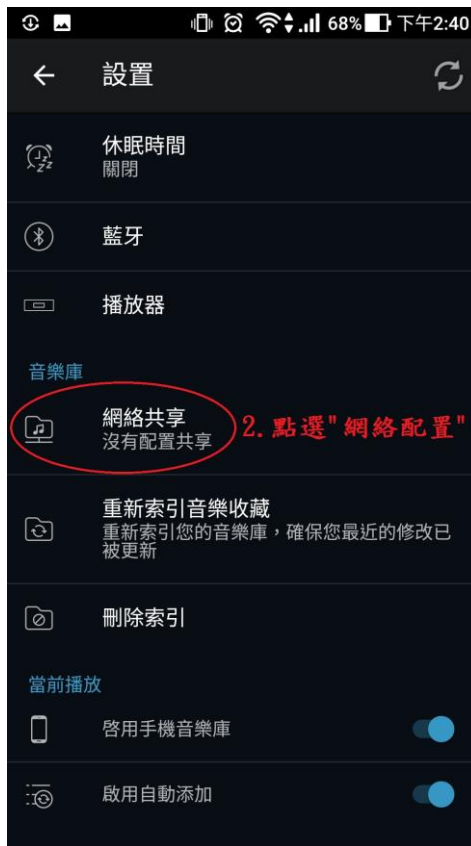 68% 下午2:40
設置
休眠時間
關閉
藍牙
播放器
音樂庫
網絡共享
沒有配置共享
2. 點選"網絡配置"
重新索引音樂收藏
重新索引您的音樂庫，確保您最近的修改已
被更新
刪除索引
當前播放
啓用手機音樂庫
啟用自動添加